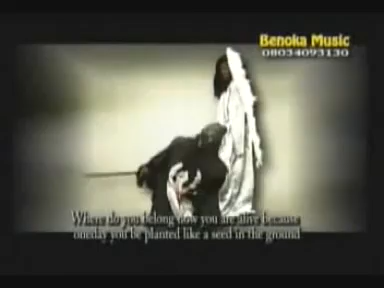 Benoka Music
08034093130
Where do you belong now you are alive because
oneday you be planted like a seed in the ground